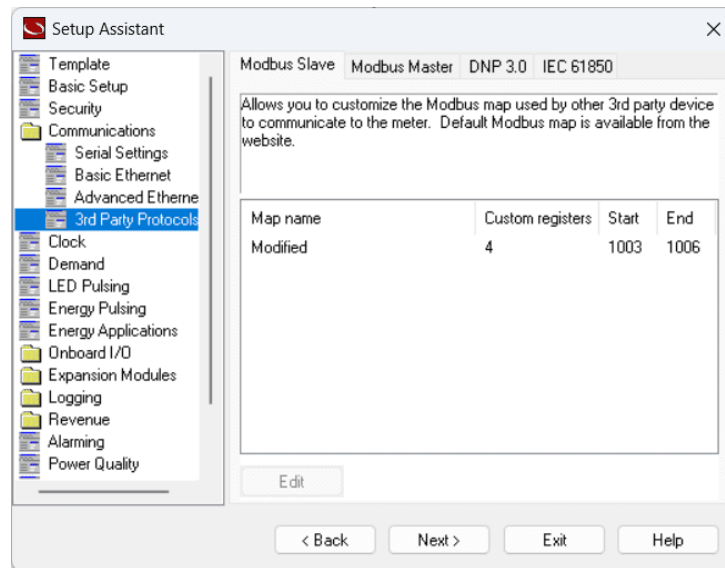 Setup Assistant
Template
Basic Setup
Security
Communications
Serial Settings
Basic Ethernet
Advanced Etherne
3rd Party Protocols
Clock
Demand
LED Pulsing
Energy Pulsing
Energy Applications
Onboard I/O
Expansion Modules
Logging
Revenue
Alarming
Power Quality
Modbus Slave Modbus Master DNP 3.0 IEC 61850
Allows you to customize the Modbus map used by other 3rd party device
to communicate to the meter. Default Modbus map is available from the
website.
Map name Custom registers Start End
Modified 4 1003 1006
Edit
< Back Next > Exit Help